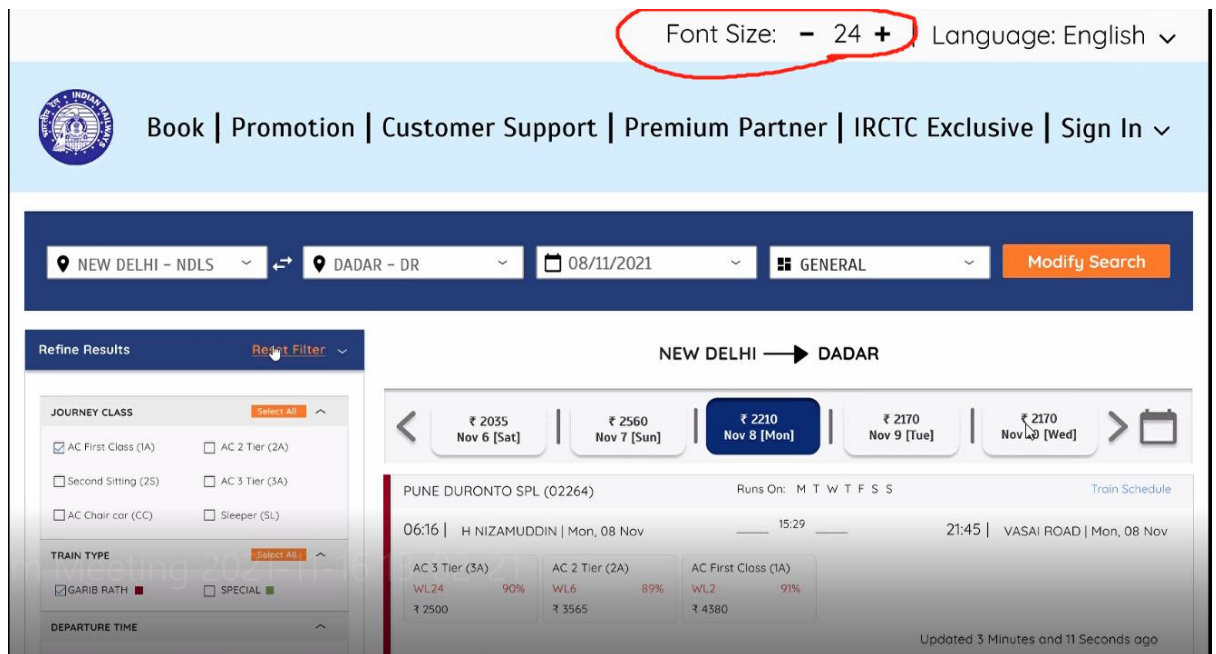 Font Size: - 24 + | Language: English
INDIAN RAILWAYS
Book | Promotion | Customer Support | Premium Partner | IRCTC Exclusive | Sign In
NEW DELHI - NDLS
DADAR - DR
08/11/2021
GENERAL
Modify Search
Refine Results
Reset Filter
NEW DELHI → DADAR
JOURNEY CLASS
Select All
AC First Class (1A)
AC 2 Tier (2A)
Second Sitting (2S)
AC 3 Tier (3A)
AC Chair car (CC)
Sleeper (SL)
TRAIN TYPE
Select All
GARIB RATH
SPECIAL
DEPARTURE TIME
₹ 2035
Nov 6 [Sat]
₹ 2560
Nov 7 [Sun]
₹ 2210
Nov 8 [Mon]
₹ 2170
Nov 9 [Tue]
₹ 2170
Nov 10 [Wed]
PUNE DURONTO SPL (02264)
Runs On: M T W T F S S
Train Schedule
06:16 | H NIZAMUDDIN | Mon, 08 Nov
15:29
21:45 | VASAI ROAD | Mon, 08 Nov
AC 3 Tier (3A)
WL24 90%
₹ 2500
AC 2 Tier (2A)
WL6 89%
₹ 3565
AC First Class (1A)
WL2 91%
₹ 4380
Updated 3 Minutes and 11 Seconds ago